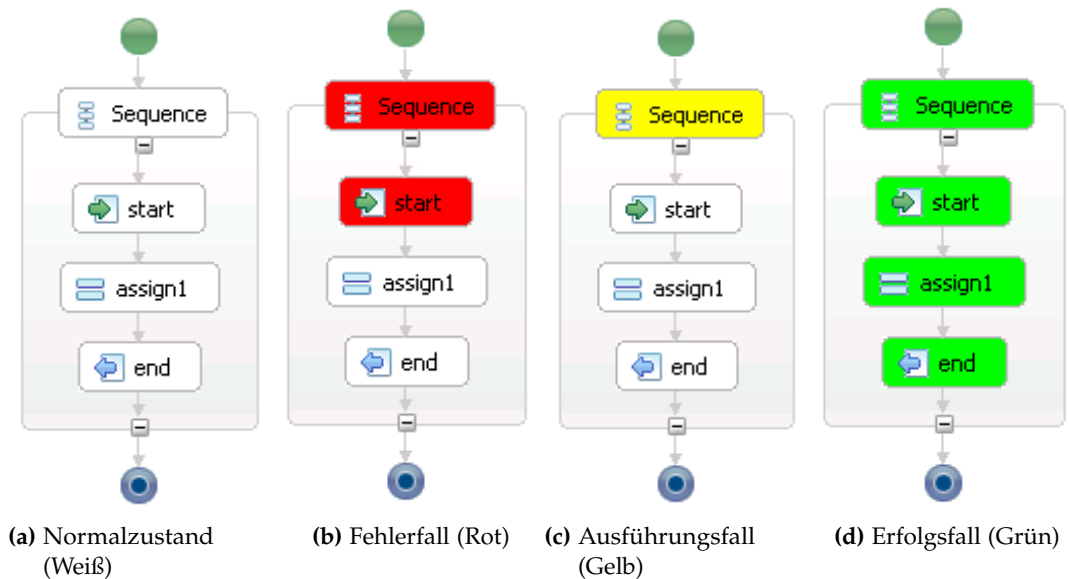 Sequence
start
assign1
end
Sequence
start
assign1
end
Sequence
start
assign1
end
Sequence
start
assign1
end
(a) Normalzustand
(Weiß)
(b) Fehlerfall (Rot)
(c) Ausführungsfall
(Gelb)
(d) Erfolgsfall (Grün)